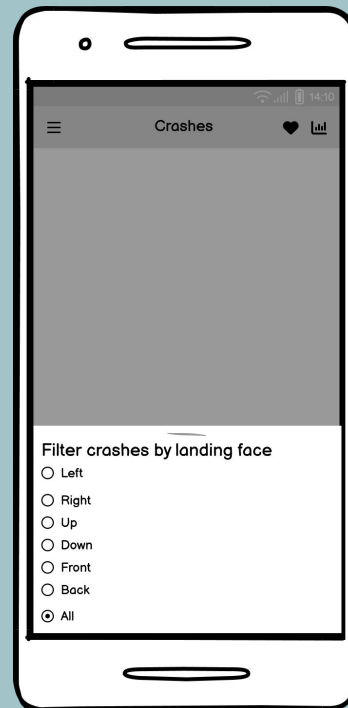 14:10
Crashes
Filter crashes by landing face
Left
Right
Up
Down
Front
Back
All